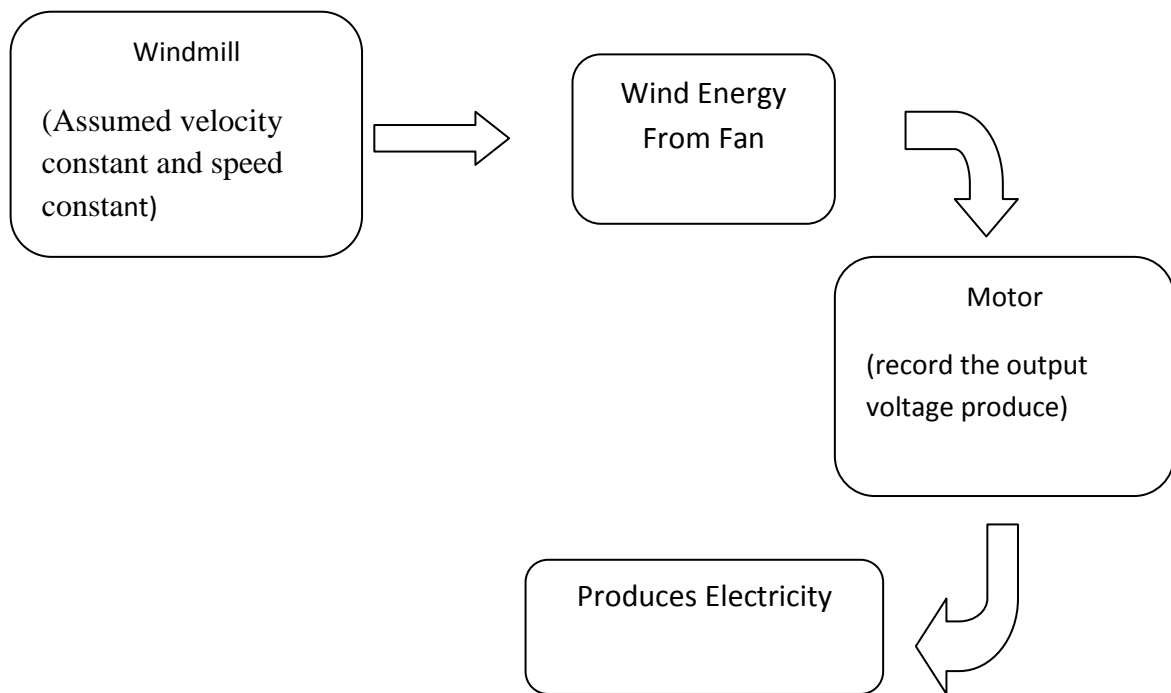 Windmill
(Assumed velocity
constant and speed
constant)
Wind Energy
From Fan
Motor
(record the output
voltage produce)
Produces Electricity